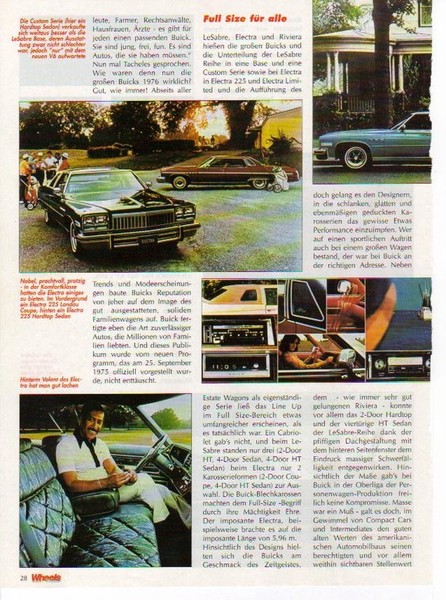 Die Custom Serie (hier ein
Hardtop Sedan) verkaufte
sich weitaus besser als die
LeSabre Base, deren Ausstat-
tung zwar nicht schlechter
war, jedoch "nur" mit dem
neuen V6 aufwartete
leute, Farmer, Rechtsanwälte,
Hausfrauen, Ärzte - es gibt für
jeden einen passenden Buick.
Sie sind jung, frei, fun. Es sind
Autos, die sie haben müssen."
Nun mal Tacheles gesprochen.
Wie waren denn nun die
großen Buicks 1976 wirklich?
Gut, wie immer! Abseits aller
Full Size für alle
LeSabre, Electra und Riviera
hießen die großen Buicks und
die Unterteilung der LeSabre
Reihe in eine Base und eine
Custom Serie sowie bei Electra
in Electra 225 und Electra Limi-
ted und die Aufführung des
Nobel, prachtvoll, protzig
- in der Komfortklasse
hatten die Electra einiges
zu bieten. Im Vordergrund
ein Electra 225 Landau
Coupe, hinten ein Electra
225 Hardtop Sedan
Hinterm Volant des Elec-
tra hat man gut lachen
Trends und Modeerscheinun-
gen baute Buicks Reputation
von jeher auf dem Image des
gut ausgestatteten, soliden
Familienwagens auf. Buick fer-
tigte eben die Art zuverlässiger
Autos, die Millionen von Fami-
lien liebten. Und dieses Publi-
kum wurde vom neuen Pro-
gramm, das am 25. September
1975 offiziell vorgestellt wur-
de, nicht enttäuscht.
Estate Wagons als eigenständi-
ge Serie ließ das Line Up
im Full Size-Bereich etwas
umfangreicher erscheinen, als
es tatsächlich war. Ein Cabrio-
let gab's nicht, und beim Le-
Sabre standen nur drei (2-Door
HT, 4-Door Sedan, 4-Door HT
Sedan) beim Electra nur 2
Karosserieformen (2-Door Cou-
pe, 4-Door HT Sedan) zur Aus-
wahl. Die Buick-Blechkarossen
machten dem Full-Size -Begriff
durch ihre Mächtigkeit Ehre.
Der imposante Electra, bei-
spielsweise brachte es auf die
imposante Länge von 5,96 m.
Hinsichtlich des Designs hiel-
ten sich die Buicks am
Geschmack des Zeitgeistes,
doch gelang es den Designern,
in die schlanken, glatten und
ebenmäßigen geduckten Ka-
rosserien das gewisse Etwas
Performance einzuimpfen. Wer
auf einen sportlichen Auftritt
auch bei einem großen Wagen
bestand, der war bei Buick an
der richtigen Adresse. Neben
dem - wie immer sehr gut
gelungenen Riviera - konnte
vor allem das 2-Door Hardtop
und der viertürige HT Sedan
der LeSabre-Reihe dank der
pfiffigen Dachgestaltung mit
dem hinteren Seitenfenster dem
Eindruck massiger Schwerfäl-
ligkeit entgegenwirken. Hin-
sichtlich der Maße gab's bei
Buick in der Oberliga der Per-
sonenwagen-Produktion frei-
lich keine Kompromisse. Masse
war ein Muß - galt es doch, im
Gewimmel von Compact Cars
und Intermediates den guten
alten Werten des amerikani-
schen Automobilbaus seinen
berechtigten und vor allem
weithin sichtbaren Stellenwert
28 Wheels